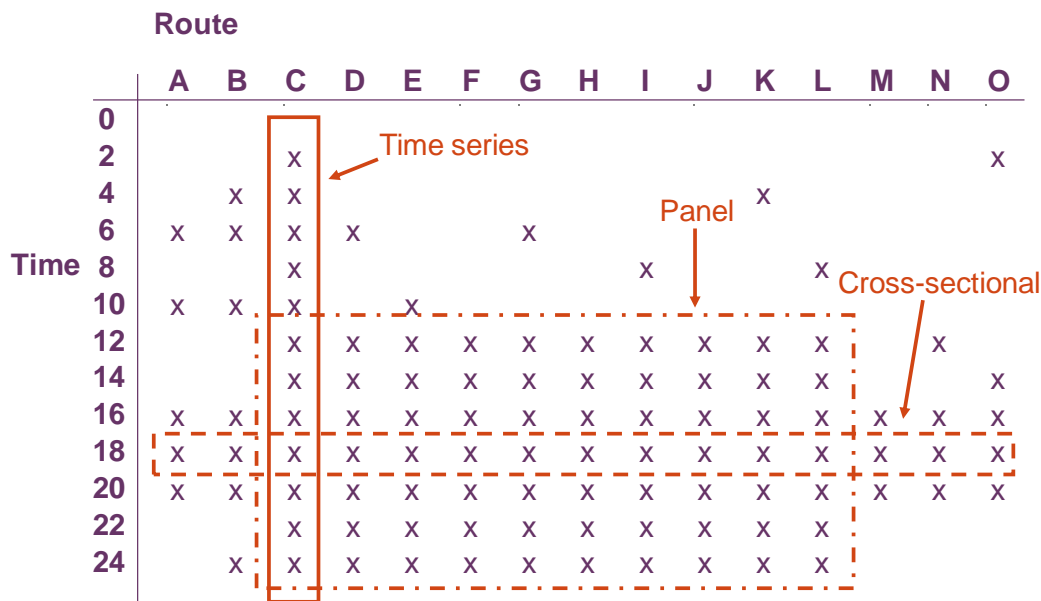 Route
A B C D E F G H I J K L M N O
0
Time series
2 x x
4 x x x
Panel
6 x x x x x
Time 8 x x x
Cross-sectional
10 x x x x
12 x x x x x x x x x x x
14 x x x x x x x x x x x
16 x x x x x x x x x x x x x x x
18 x x x x x x x x x x x x x x x
20 x x x x x x x x x x x x x x x
22 x x x x x x x x x x
24 x x x x x x x x x x x